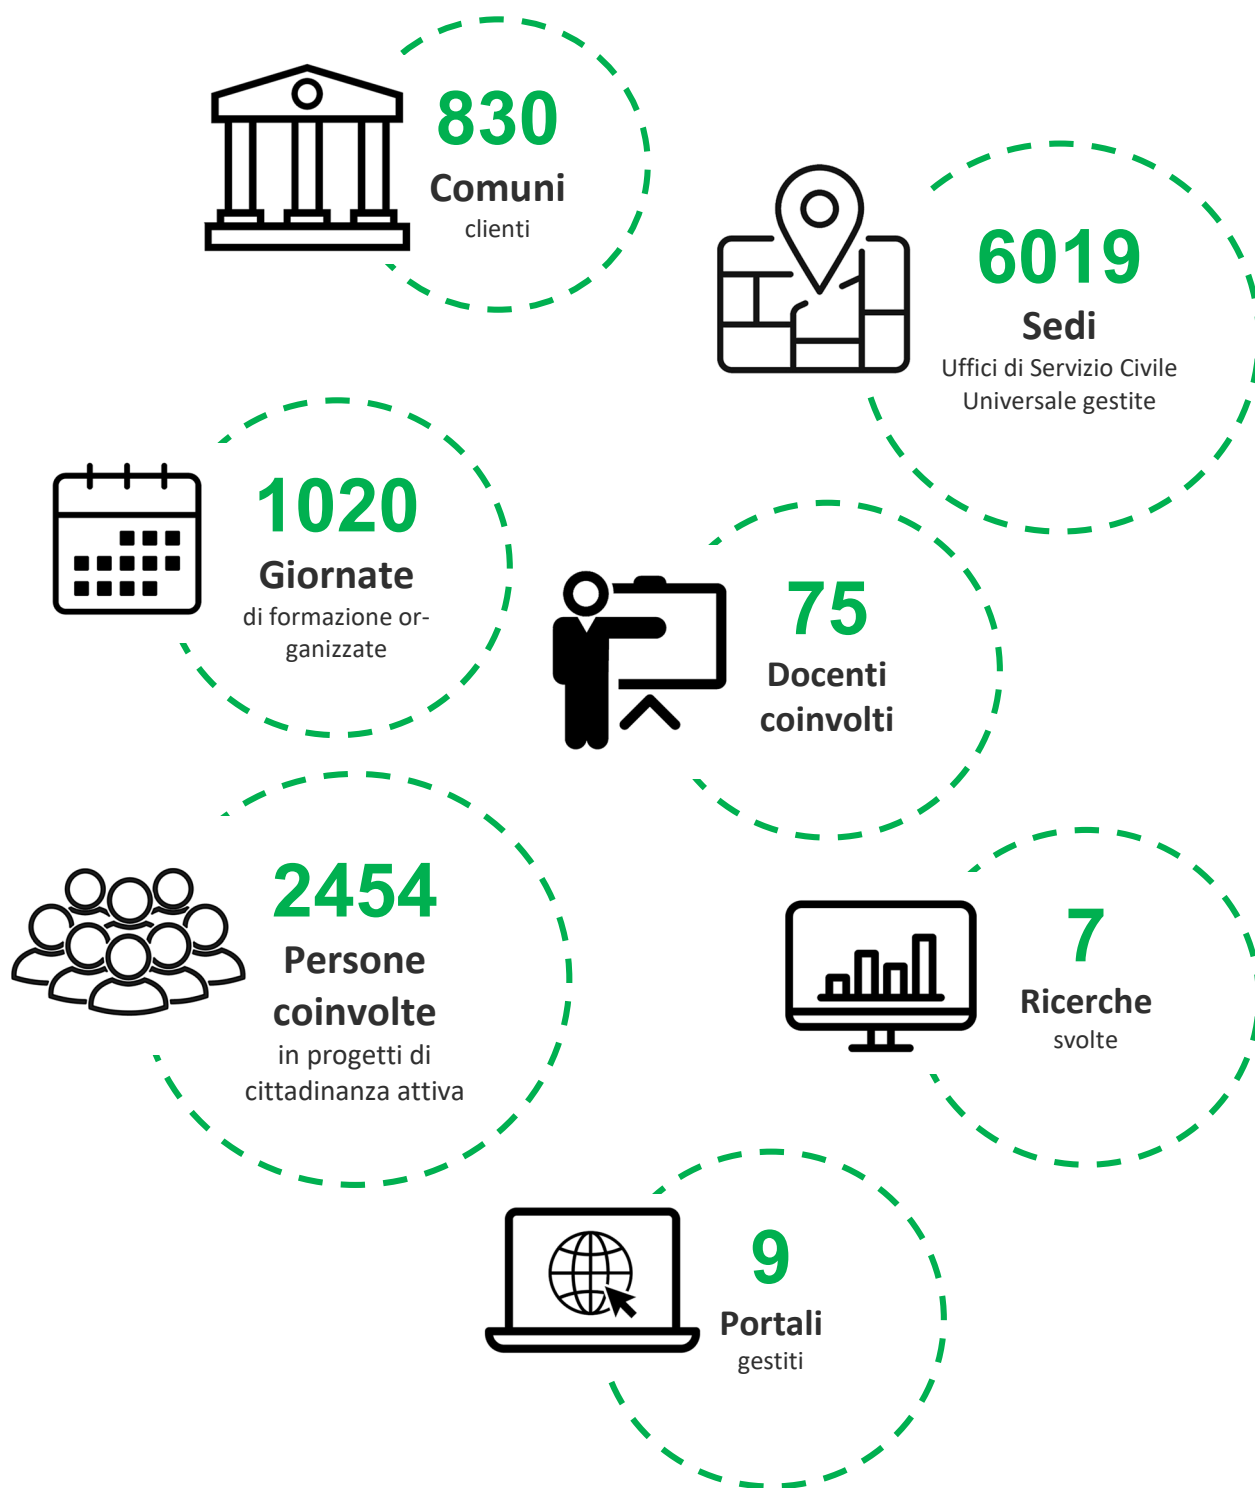 830
Comuni
clienti
6019
Sedi
Uffici di Servizio Civile
Universale gestite
1020
Giornate
di formazione or-
ganizzate
75
Docenti
coinvolti
2454
Persone
coinvolte
in progetti di
cittadinanza attiva
7
Ricerche
svolte
9
Portali
gestiti